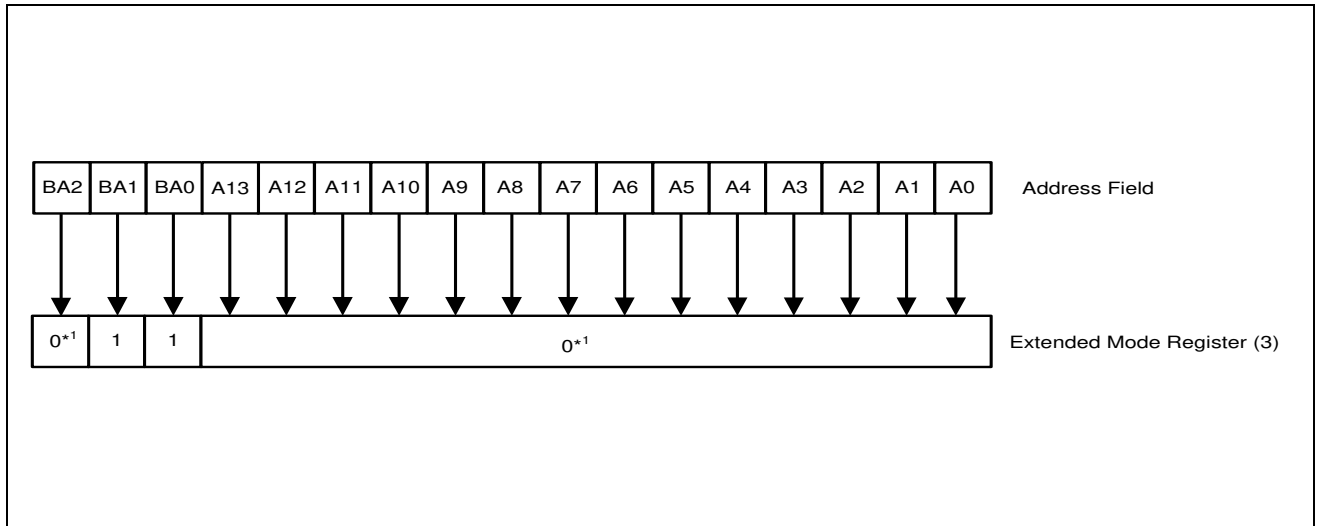 BA2 BA1 BA0 A13 A12 A11 A10 A9 A8 A7 A6 A5 A4 A3 A2 A1 A0 Address Field
0*1 1 1 0*1 Extended Mode Register (3)